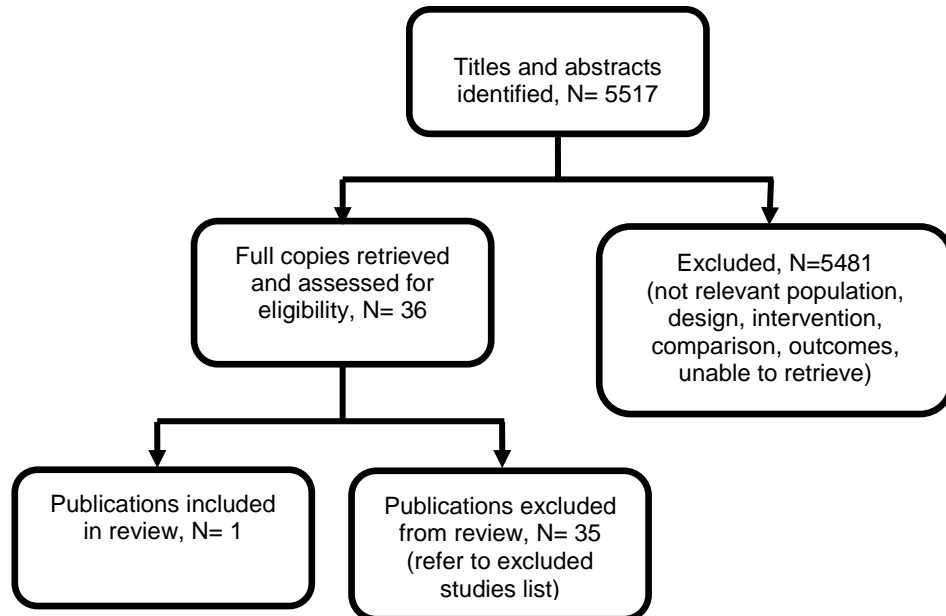 Titles and abstracts
identified, N= 5517
Full copies retrieved
and assessed for
eligibility, N= 36
Excluded, N=5481
(not relevant population,
design, intervention,
comparison, outcomes,
unable to retrieve)
Publications included
in review, N= 1
Publications excluded
from review, N= 35
(refer to excluded
studies list)